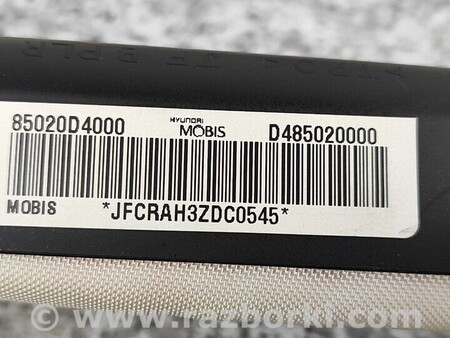 85020D4000
HYUNDAI
MOBIS
D485020000
MOBIS
*JFCRAH3ZDC0545*
© www.razborki.com